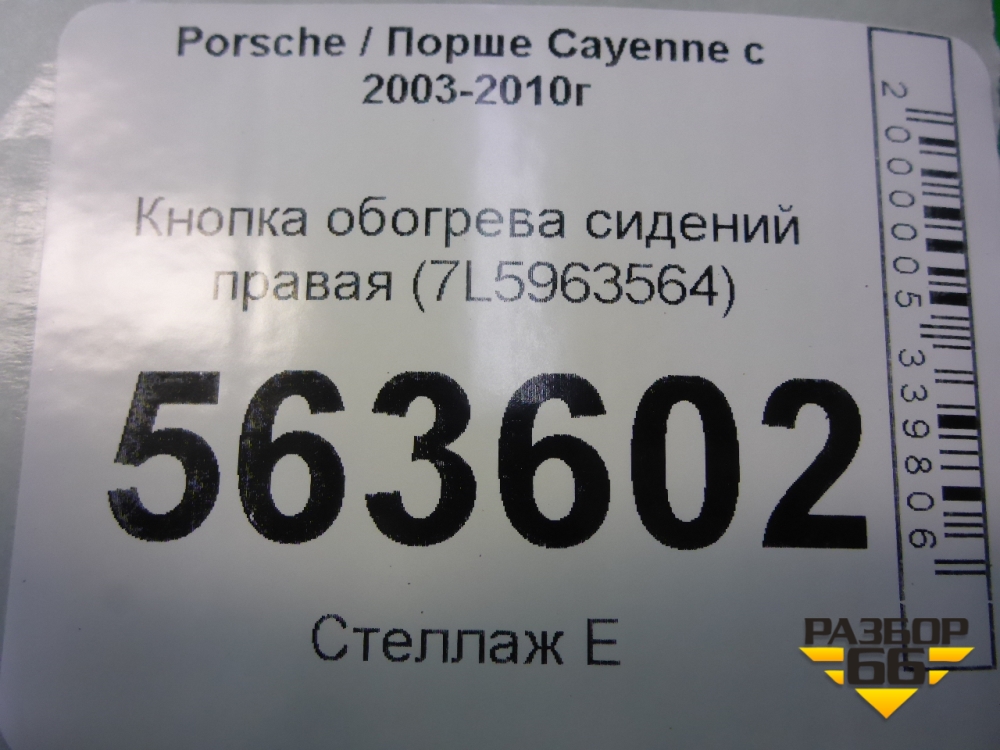 Porsche / Порше Cayenne с
2003-2010г
Кнопка обогрева сидений
правая (7L5963564)
563602
Стеллаж Е
2000005339806
РАЗБОР
66